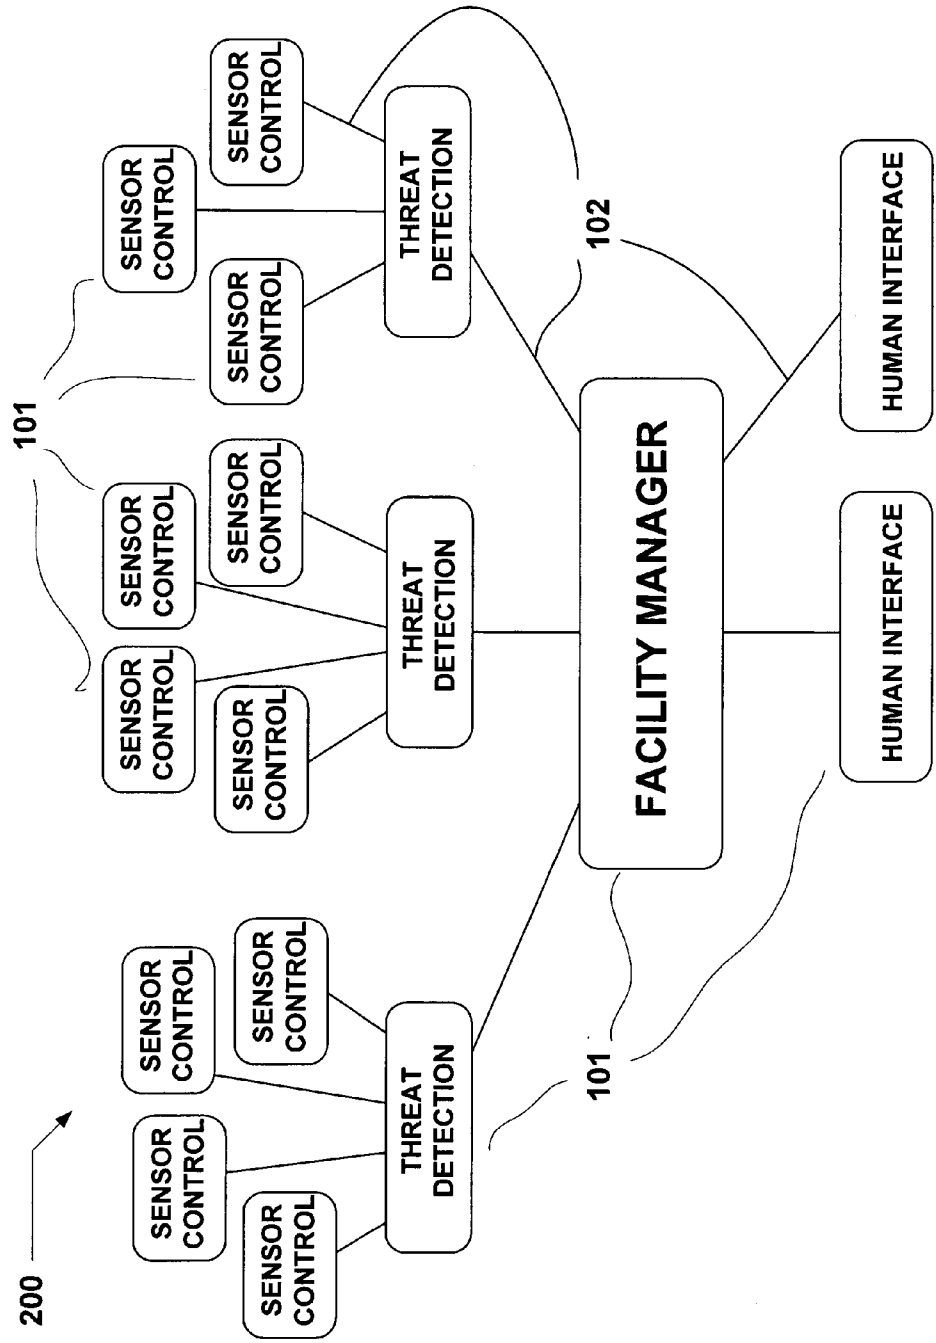 200
101
SENSOR
CONTROL
SENSOR
CONTROL
SENSOR
CONTROL
SENSOR
CONTROL
SENSOR
CONTROL
SENSOR
CONTROL
SENSOR
CONTROL
SENSOR
CONTROL
SENSOR
CONTROL
SENSOR
CONTROL
SENSOR
CONTROL
THREAT
DETECTION
THREAT
DETECTION
THREAT
DETECTION
101
102
FACILITY MANAGER
HUMAN INTERFACE
HUMAN INTERFACE